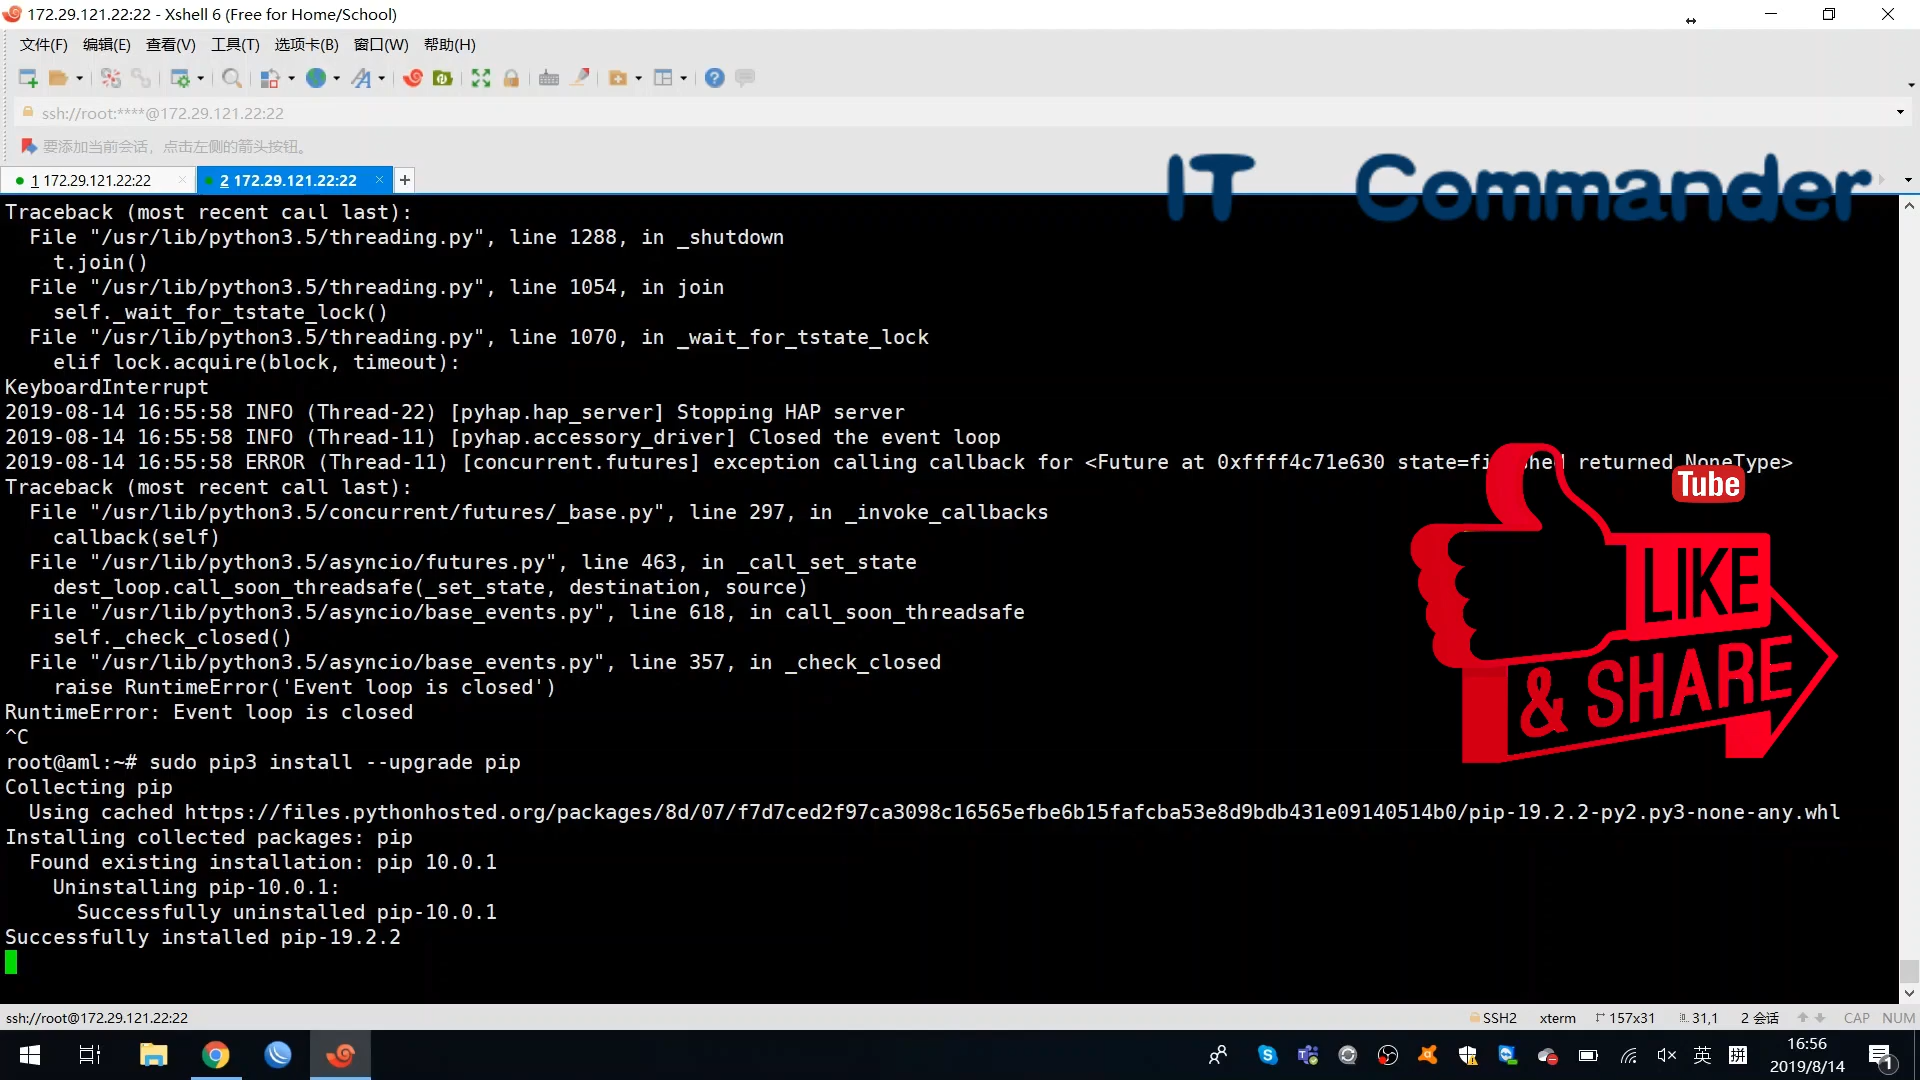 172.29.121.22:22 - Xshell 6 (Free for Home/School)
文件(F) 编辑(E) 查看(V) 工具(T) 选项卡(B) 窗口(W) 帮助(H)
ssh://root:****@172.29.121.22:22
要添加当前会话，点击左侧的箭头按钮。
1 172.29.121.22:22 × 2 172.29.121.22:22 × +
IT Commander
Traceback (most recent call last):
  File "/usr/lib/python3.5/threading.py", line 1288, in _shutdown
    t.join()
  File "/usr/lib/python3.5/threading.py", line 1054, in join
    self._wait_for_tstate_lock()
  File "/usr/lib/python3.5/threading.py", line 1070, in _wait_for_tstate_lock
    elif lock.acquire(block, timeout):
KeyboardInterrupt
2019-08-14 16:55:58 INFO (Thread-22) [pyhap.hap_server] Stopping HAP server
2019-08-14 16:55:58 INFO (Thread-11) [pyhap.accessory_driver] Closed the event loop
2019-08-14 16:55:58 ERROR (Thread-11) [concurrent.futures] exception calling callback for <Future at 0xffff4c71e630 state=finished returned NoneType>
Traceback (most recent call last):
  File "/usr/lib/python3.5/concurrent/futures/_base.py", line 297, in _invoke_callbacks
    callback(self)
  File "/usr/lib/python3.5/asyncio/futures.py", line 463, in _call_set_state
    dest_loop.call_soon_threadsafe(_set_state, destination, source)
  File "/usr/lib/python3.5/asyncio/base_events.py", line 618, in call_soon_threadsafe
    self._check_closed()
  File "/usr/lib/python3.5/asyncio/base_events.py", line 357, in _check_closed
    raise RuntimeError('Event loop is closed')
RuntimeError: Event loop is closed
^C
root@aml:~# sudo pip3 install --upgrade pip
Collecting pip
  Using cached https://files.pythonhosted.org/packages/8d/07/f7d7ced2f97ca3098c16565efbe6b15fafcba53e8d9bdb431e09140514b0/pip-19.2.2-py2.py3-none-any.whl
Installing collected packages: pip
  Found existing installation: pip 10.0.1
    Uninstalling pip-10.0.1:
      Successfully uninstalled pip-10.0.1
Successfully installed pip-19.2.2
Tube
LIKE
& SHARE
ssh://root@172.29.121.22:22 SSH2 xterm 157x31 31,1 2 会话 CAP NUM
英 拼 16:56
2019/8/14 1